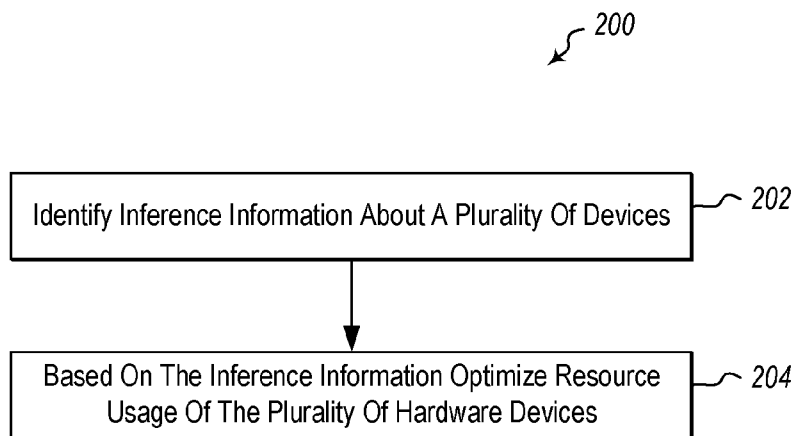 200
Identify Inference Information About A Plurality Of Devices
202
Based On The Inference Information Optimize Resource
Usage Of The Plurality Of Hardware Devices
204